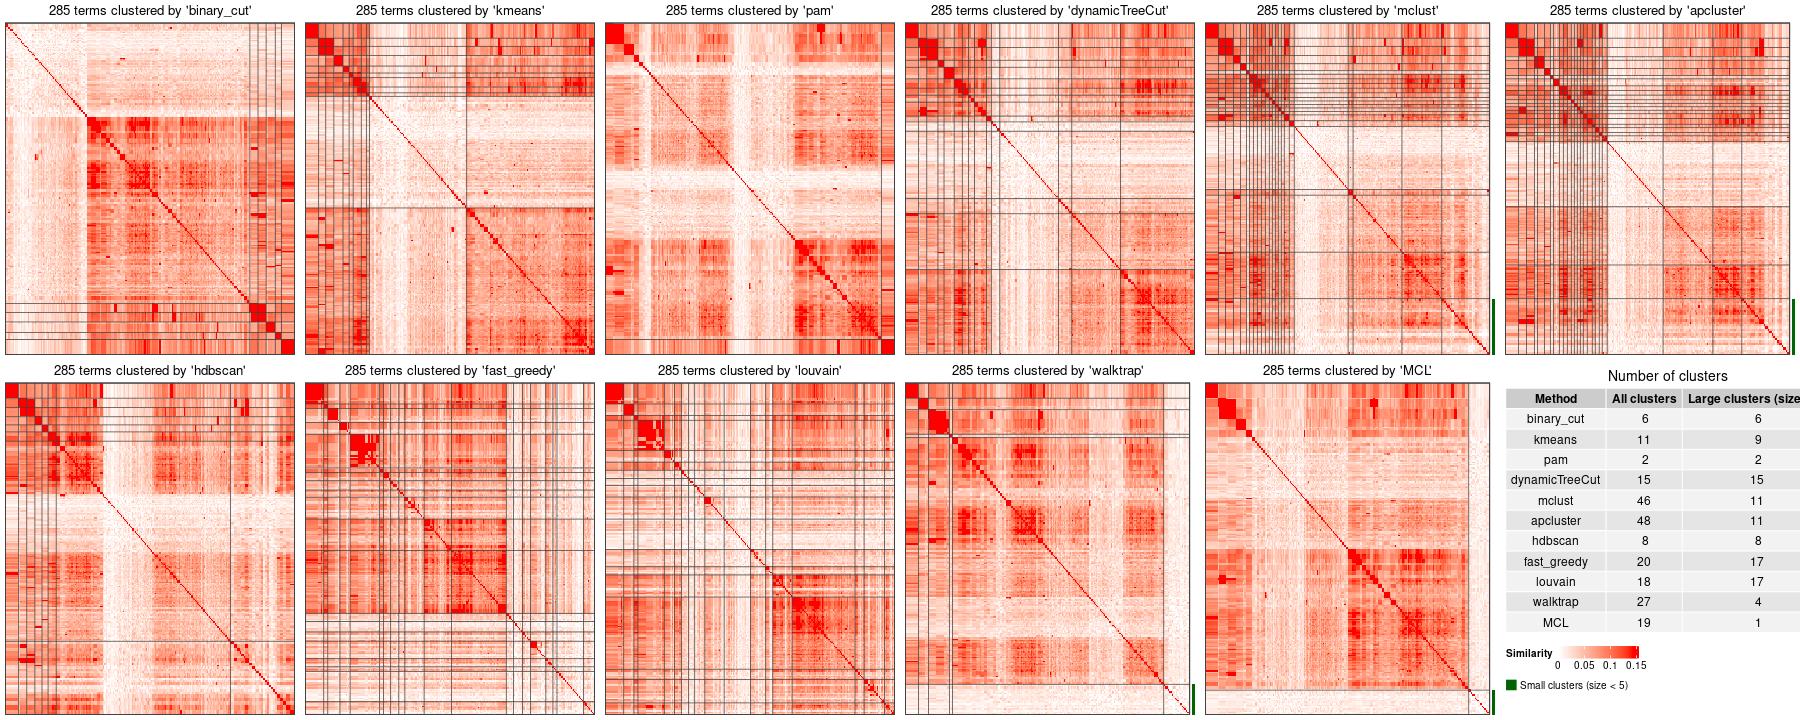 285 terms clustered by 'binary_cut'
285 terms clustered by 'kmeans'
285 terms clustered by 'pam'
285 terms clustered by 'dynamicTreeCut'
285 terms clustered by 'mclust'
285 terms clustered by 'apcluster'
285 terms clustered by 'hdbscan'
285 terms clustered by 'fast_greedy'
285 terms clustered by 'louvain'
285 terms clustered by 'walktrap'
285 terms clustered by 'MCL'
Number of clusters
Method All clusters Large clusters (size
binary_cut 6 6
kmeans 11 9
pam 2 2
dynamicTreeCut 15 15
mclust 46 11
apcluster 48 11
hdbscan 8 8
fast_greedy 20 17
louvain 18 17
walktrap 27 4
MCL 19 1
Similarity
0 0.05 0.1 0.15
Small clusters (size < 5)